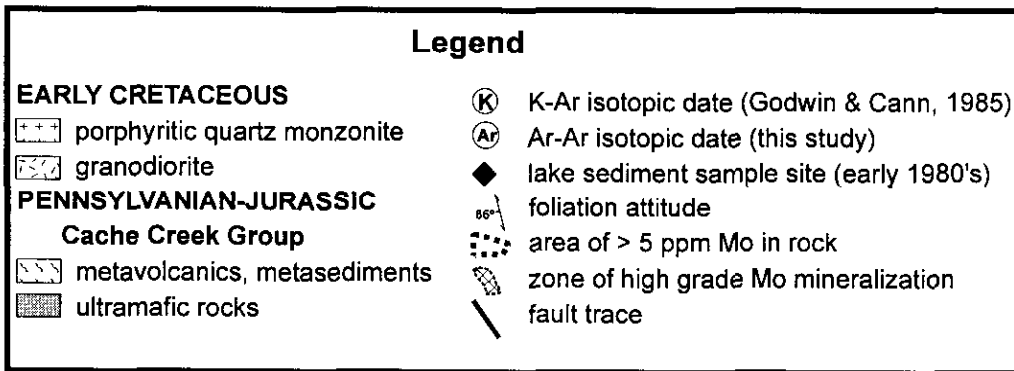 Legend
EARLY CRETACEOUS
porphyritic quartz monzonite
granodiorite
PENNSYLVANIAN-JURASSIC
Cache Creek Group
metavolcanics, metasediments
ultramafic rocks
K K-Ar isotopic date (Godwin & Cann, 1985)
Ar Ar-Ar isotopic date (this study)
lake sediment sample site (early 1980's)
86° foliation attitude
area of > 5 ppm Mo in rock
zone of high grade Mo mineralization
fault trace